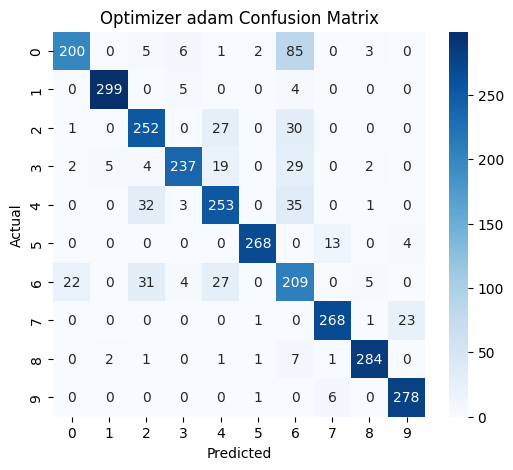 Optimizer adam Confusion Matrix
0 200 0 5 6 1 2 85 0 3 0
1 0 299 0 5 0 0 4 0 0 0
2 1 0 252 0 27 0 30 0 0 0
3 2 5 4 237 19 0 29 0 2 0
4 0 0 32 3 253 0 35 0 1 0
5 0 0 0 0 0 268 0 13 0 4
6 22 0 31 4 27 0 209 0 5 0
7 0 0 0 0 0 1 0 268 1 23
8 0 2 1 0 1 1 7 1 284 0
9 0 0 0 0 0 1 0 6 0 278
0 1 2 3 4 5 6 7 8 9
Predicted
Actual
250
200
150
100
50
0